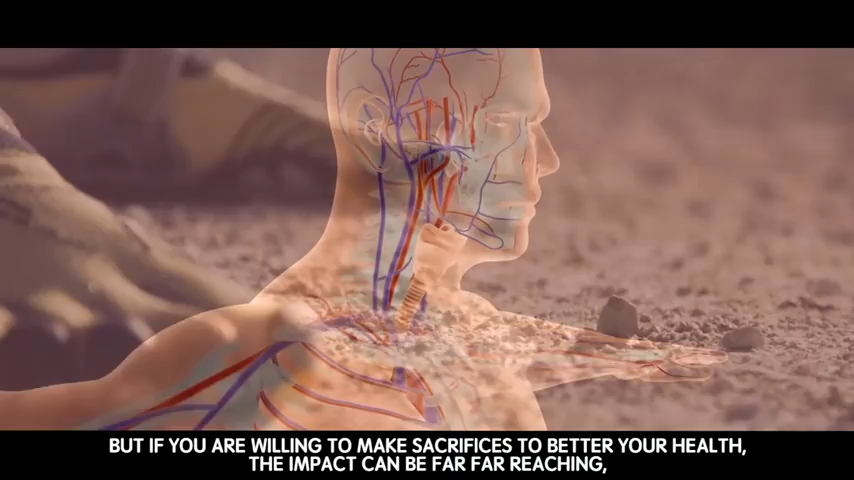 BUT IF YOU ARE WILLING TO MAKE SACRIFICES TO BETTER YOUR HEALTH,
THE IMPACT CAN BE FAR FAR REACHING,